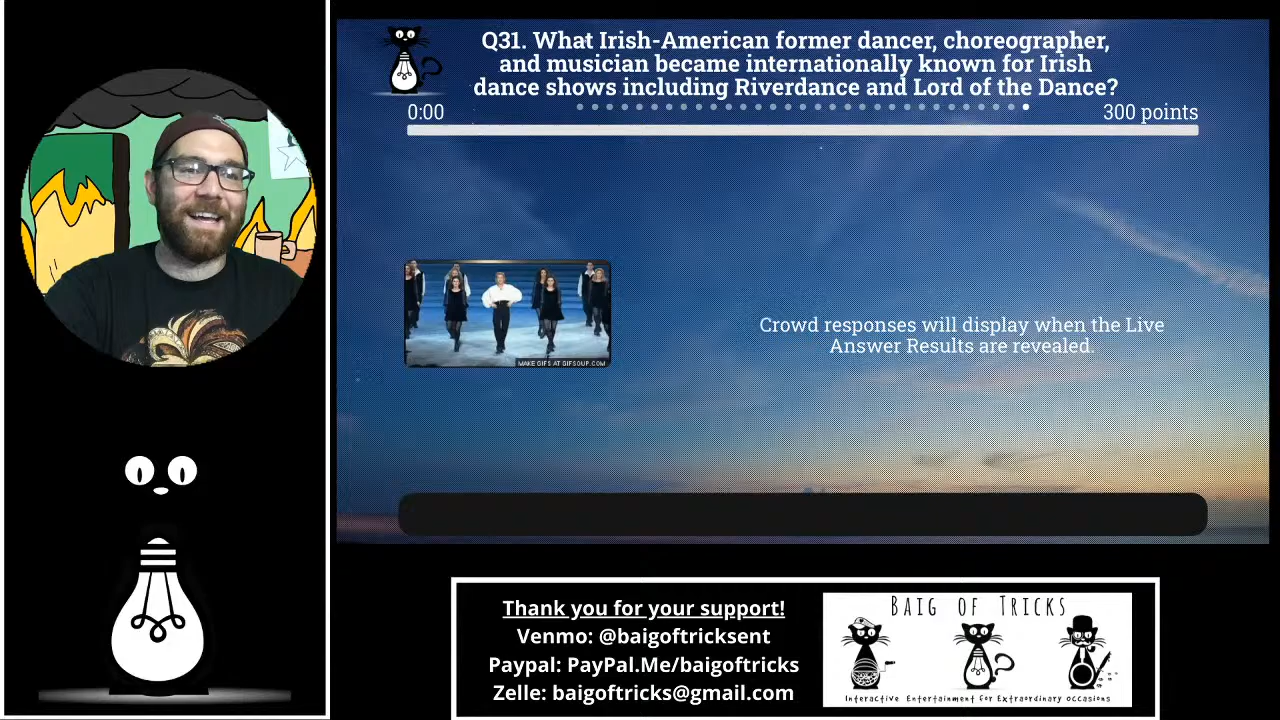 Q31. What Irish-American former dancer, choreographer,
and musician became internationally known for Irish
dance shows including Riverdance and Lord of the Dance?
0:00
300 points
MAKE GIFS AT GIFSOUP.COM
Crowd responses will display when the Live
Answer Results are revealed.
Thank you for your support!
Venmo: @baigoftricksent
Paypal: PayPal.Me/baigoftricks
Zelle: baigoftricks@gmail.com
BAIG OF TRICKS
Interactive Entertainment for Extraordinary Occasions